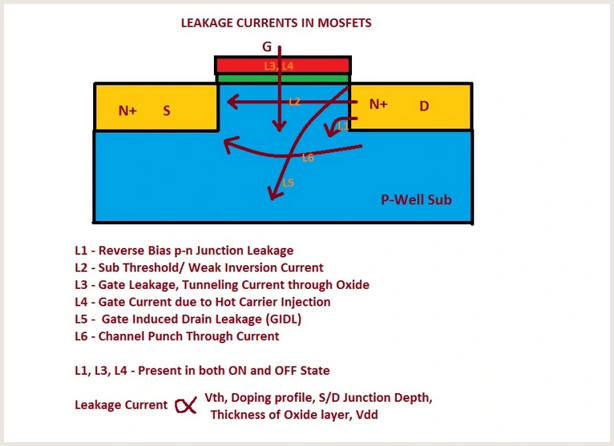 LEAKAGE CURRENTS IN MOSFETS
G
L3, L4
N+ S
L2
N+ D
L1
L6
L5
P-Well Sub
L1 - Reverse Bias p-n Junction Leakage
L2 - Sub Threshold/ Weak Inversion Current
L3 - Gate Leakage, Tunneling Current through Oxide
L4 - Gate Current due to Hot Carrier Injection
L5 - Gate Induced Drain Leakage (GIDL)
L6 - Channel Punch Through Current
L1, L3, L4 - Present in both ON and OFF State
Leakage Current ∝ Vth, Doping profile, S/D Junction Depth,
Thickness of Oxide layer, Vdd